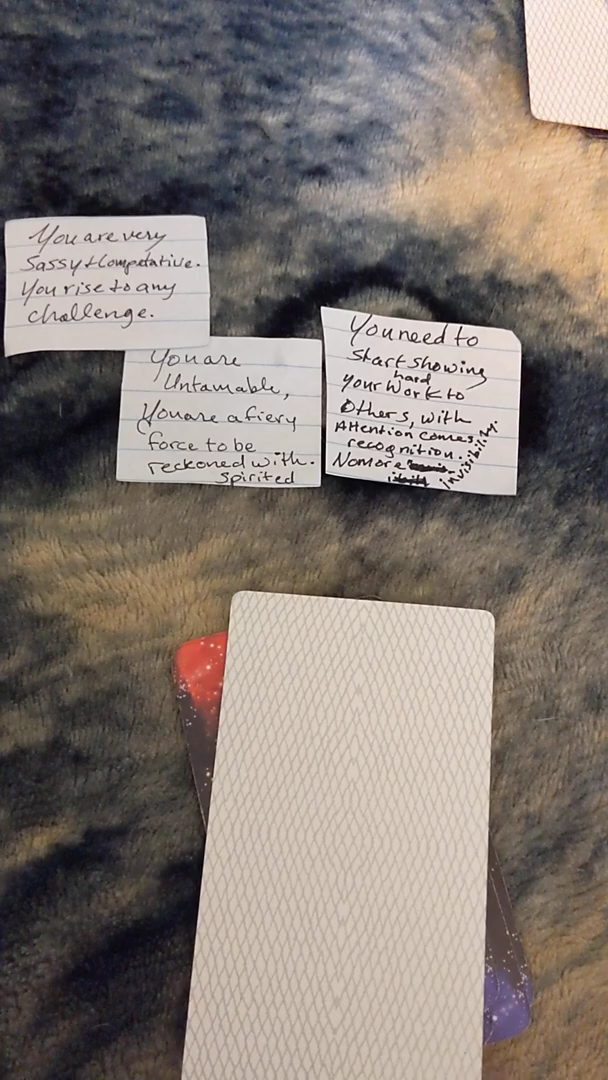 You are very
Sassy + Competative.
You rise to any
challenge.
You are
Untamable,
You are a fiery
force to be
reckoned with.
Spirited
You need to
Start showing
hard
your work to
others, with
Attention comes
recognition.
No more
invisibility.